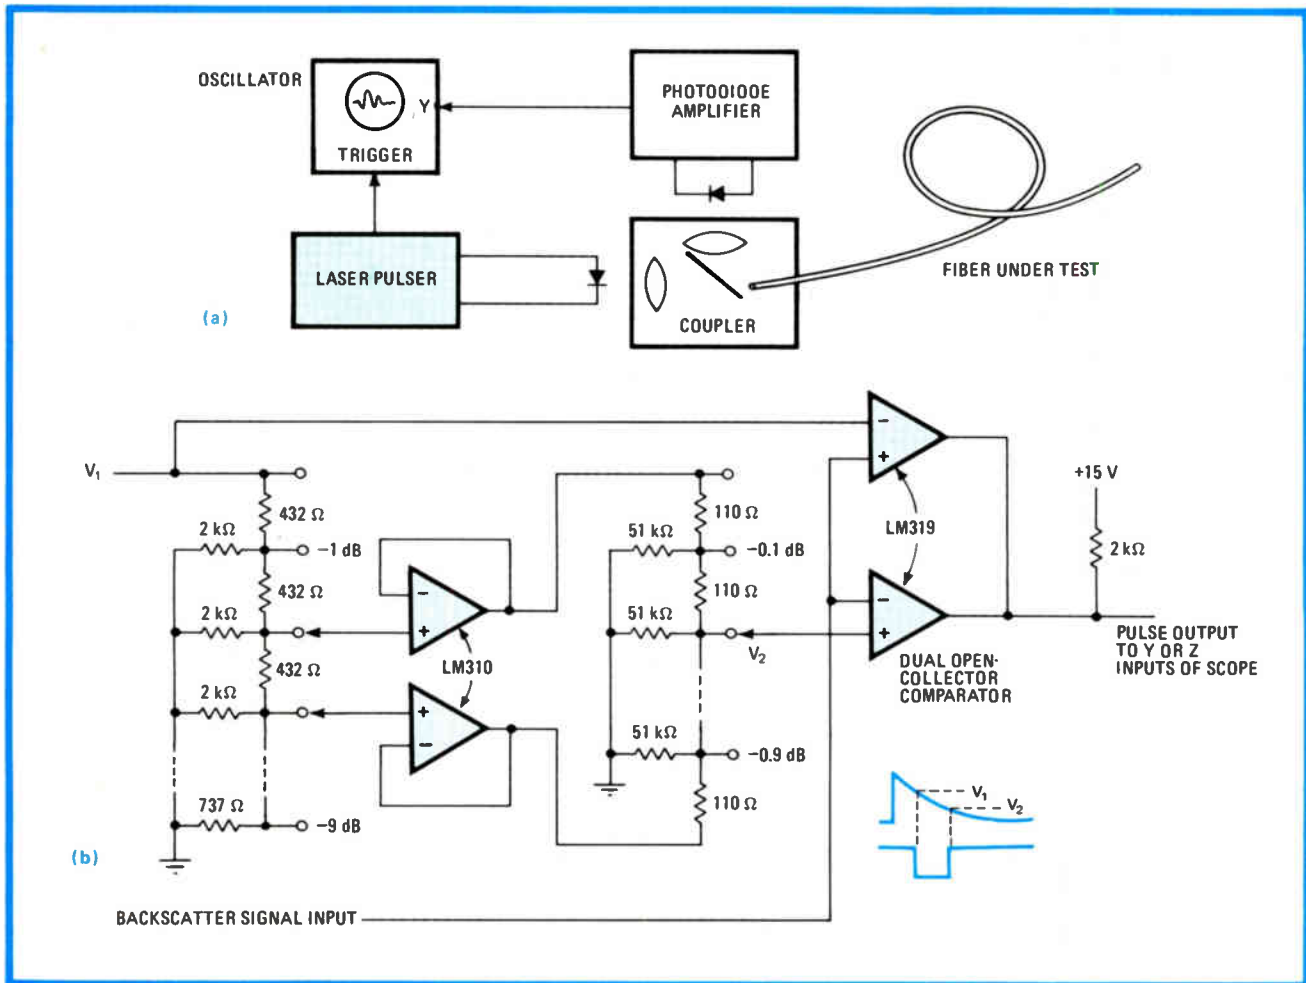 OSCILLATOR
Y
TRIGGER
PHOTOOIOOE
AMPLIFIER
LASER PULSER
COUPLER
FIBER UNDER TEST
(a)
V₁
432 Ω
2 kΩ
−1 dB
432 Ω
2 kΩ
432 Ω
2 kΩ
737 Ω
−9 dB
−
+
LM310
+
−
110 Ω
51 kΩ
−0.1 dB
110 Ω
51 kΩ
V₂
51 kΩ
−0.9 dB
110 Ω
−
+
LM319
−
+
DUAL OPEN-
COLLECTOR
COMPARATOR
+15 V
2 kΩ
PULSE OUTPUT
TO Y OR Z
INPUTS OF SCOPE
V₁
V₂
(b)
BACKSCATTER SIGNAL INPUT